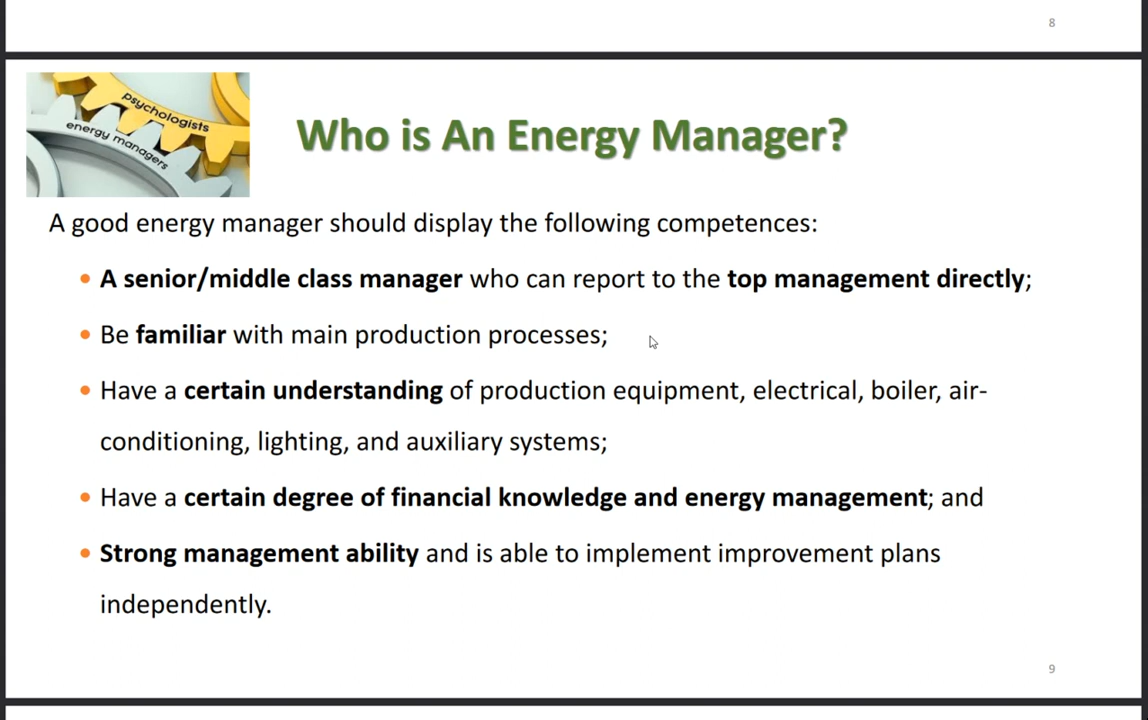 8
psychologists
energy managers
Who is An Energy Manager?
A good energy manager should display the following competences:
• A senior/middle class manager who can report to the top management directly;
• Be familiar with main production processes;
• Have a certain understanding of production equipment, electrical, boiler, air-
conditioning, lighting, and auxiliary systems;
• Have a certain degree of financial knowledge and energy management; and
• Strong management ability and is able to implement improvement plans
independently.
9